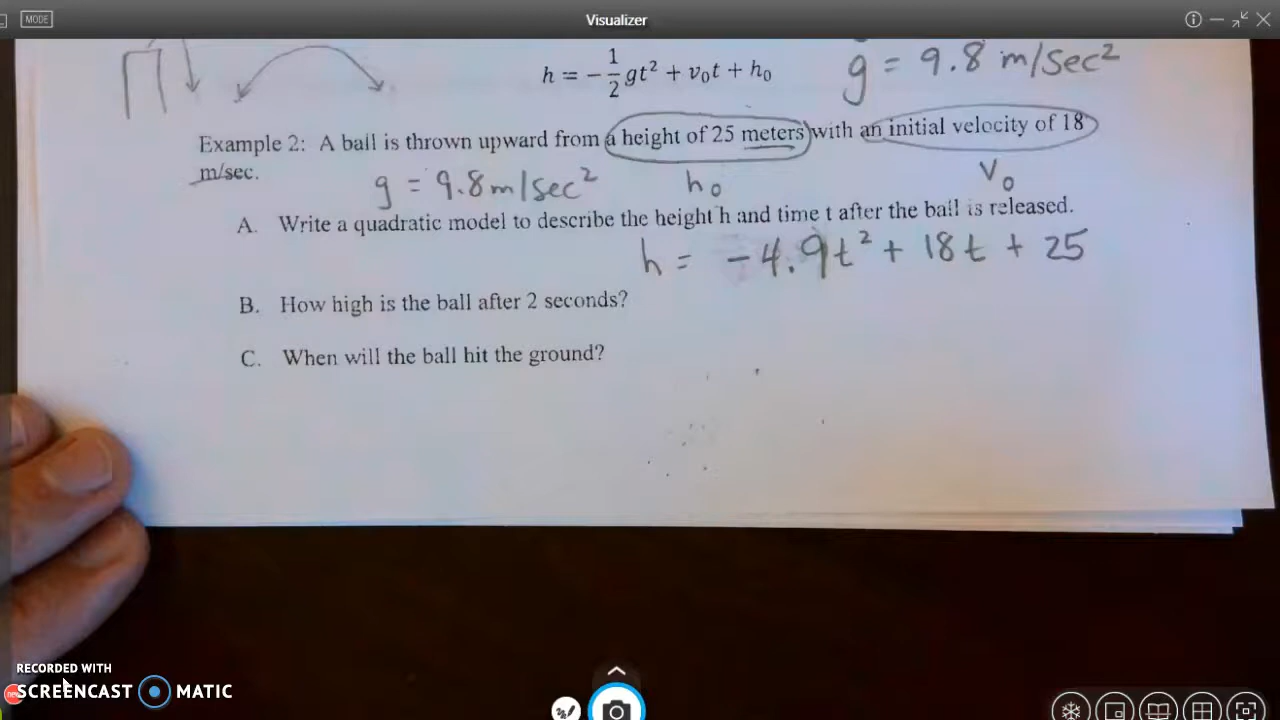 MODE
Visualizer
h = −1/2 gt² + v₀t + h₀
g = 9.8 m/sec²
Example 2: A ball is thrown upward from a height of 25 meters with an initial velocity of 18
m/sec.
g = 9.8 m/sec²
h₀
v₀
A. Write a quadratic model to describe the height h and time t after the ball is released.
h = −4.9t² + 18t + 25
B. How high is the ball after 2 seconds?
C. When will the ball hit the ground?
RECORDED WITH
SCREENCAST MATIC